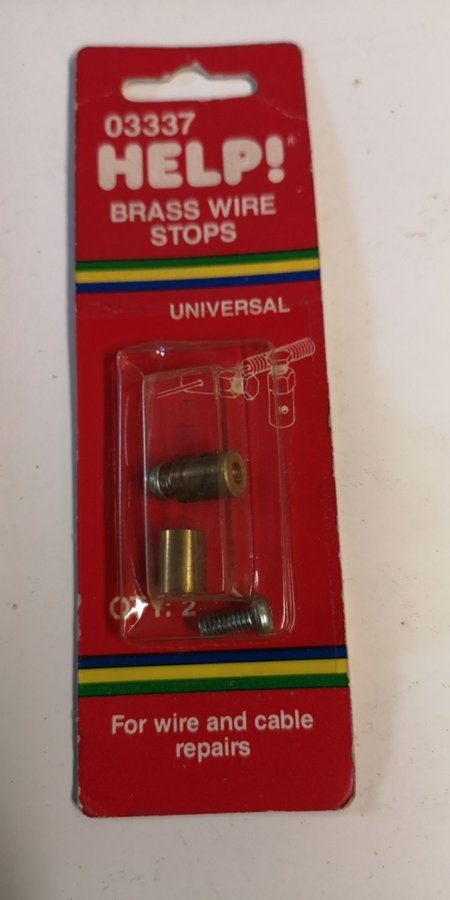 03337
HELP!
BRASS WIRE
STOPS
UNIVERSAL
QTY: 2
For wire and cable
repairs